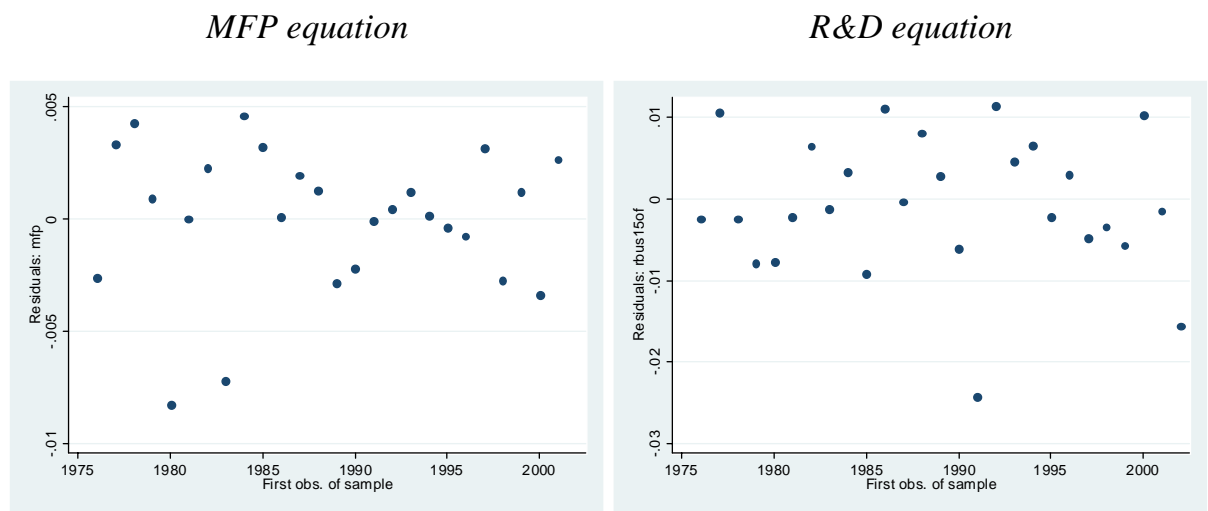 MFP equation
R&D equation
.005
0
-.005
-.01
Residuals: mfp
1975 1980 1985 1990 1995 2000
First obs. of sample
.01
0
-.01
-.02
-.03
Residuals: rbus15of
1975 1980 1985 1990 1995 2000
First obs. of sample